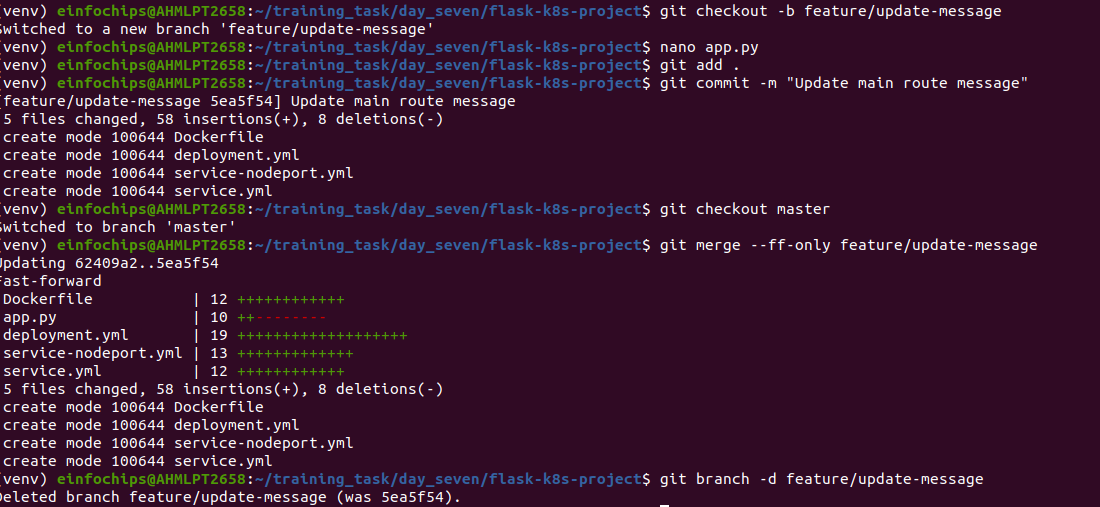 (venv) einfochips@AHMLPT2658:~/training_task/day_seven/flask-k8s-project$ git checkout -b feature/update-message
Switched to a new branch 'feature/update-message'
(venv) einfochips@AHMLPT2658:~/training_task/day_seven/flask-k8s-project$ nano app.py
(venv) einfochips@AHMLPT2658:~/training_task/day_seven/flask-k8s-project$ git add .
(venv) einfochips@AHMLPT2658:~/training_task/day_seven/flask-k8s-project$ git commit -m "Update main route message"
[feature/update-message 5ea5f54] Update main route message
 5 files changed, 58 insertions(+), 8 deletions(-)
 create mode 100644 Dockerfile
 create mode 100644 deployment.yml
 create mode 100644 service-nodeport.yml
 create mode 100644 service.yml
(venv) einfochips@AHMLPT2658:~/training_task/day_seven/flask-k8s-project$ git checkout master
Switched to branch 'master'
(venv) einfochips@AHMLPT2658:~/training_task/day_seven/flask-k8s-project$ git merge --ff-only feature/update-message
Updating 62409a2..5ea5f54
Fast-forward
 Dockerfile           | 12 ++++++++++++
 app.py               | 10 ++--------
 deployment.yml       | 19 +++++++++++++++++++
 service-nodeport.yml | 13 +++++++++++++
 service.yml          | 12 ++++++++++++
 5 files changed, 58 insertions(+), 8 deletions(-)
 create mode 100644 Dockerfile
 create mode 100644 deployment.yml
 create mode 100644 service-nodeport.yml
 create mode 100644 service.yml
(venv) einfochips@AHMLPT2658:~/training_task/day_seven/flask-k8s-project$ git branch -d feature/update-message
Deleted branch feature/update-message (was 5ea5f54).